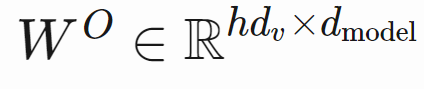 W^O ∈ ℝ^{hd_v × d_model}